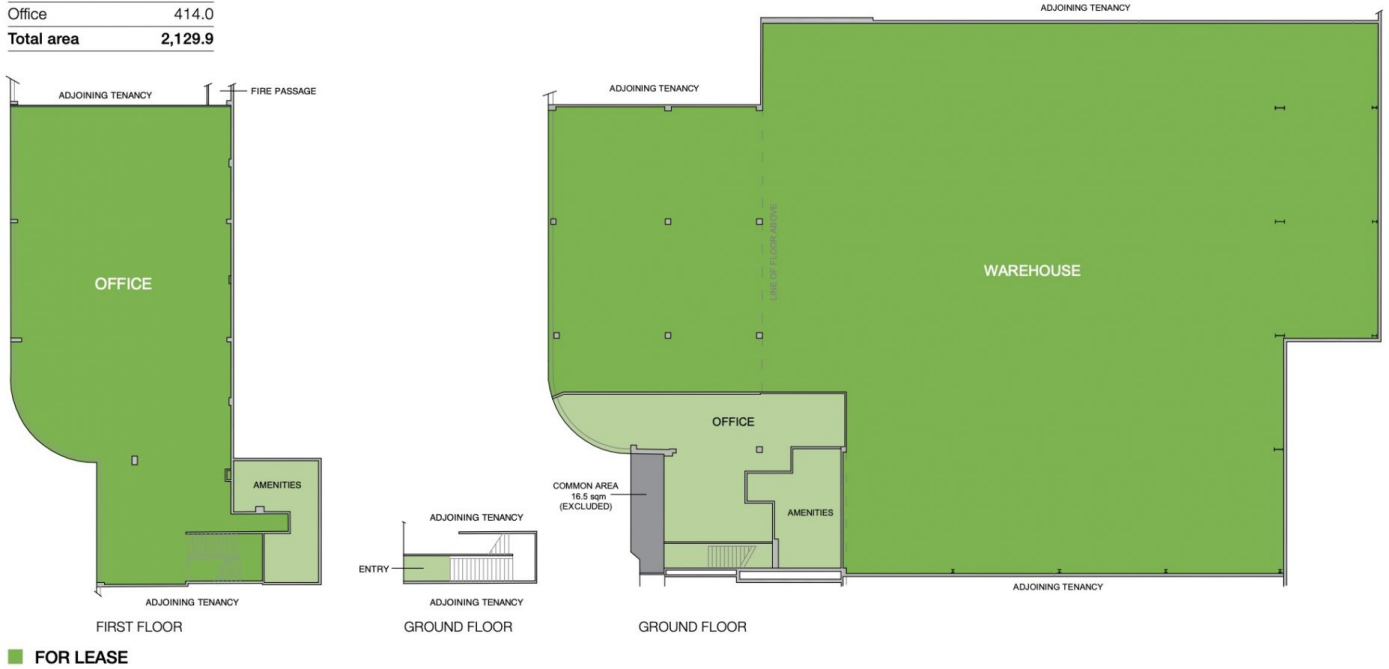 Office 414.0
Total area 2,129.9
ADJOINING TENANCY
ADJOINING TENANCY
FIRE PASSAGE
ADJOINING TENANCY
OFFICE
LINE OF FLOOR ABOVE
WAREHOUSE
OFFICE
AMENITIES
COMMON AREA
16.5 sqm
(EXCLUDED)
AMENITIES
ADJOINING TENANCY
ENTRY
ADJOINING TENANCY
ADJOINING TENANCY
ADJOINING TENANCY
FIRST FLOOR
GROUND FLOOR
GROUND FLOOR
FOR LEASE